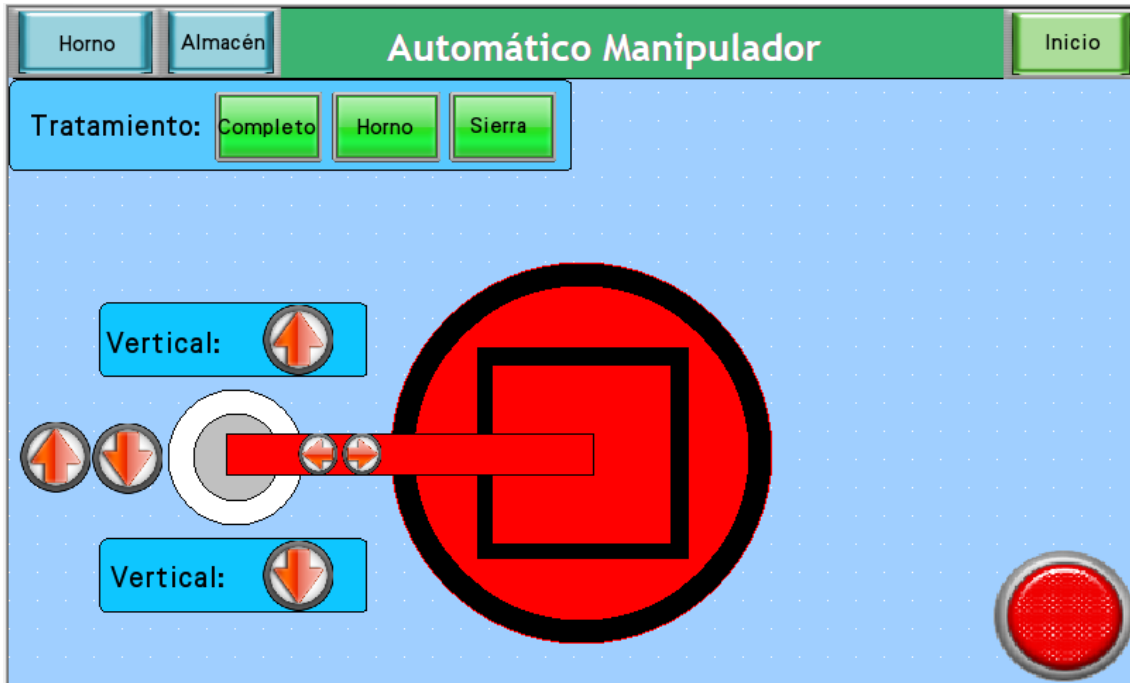 Horno
Almacén
Automático Manipulador
Inicio
Tratamiento:
Completo
Horno
Sierra
Vertical:
Vertical: